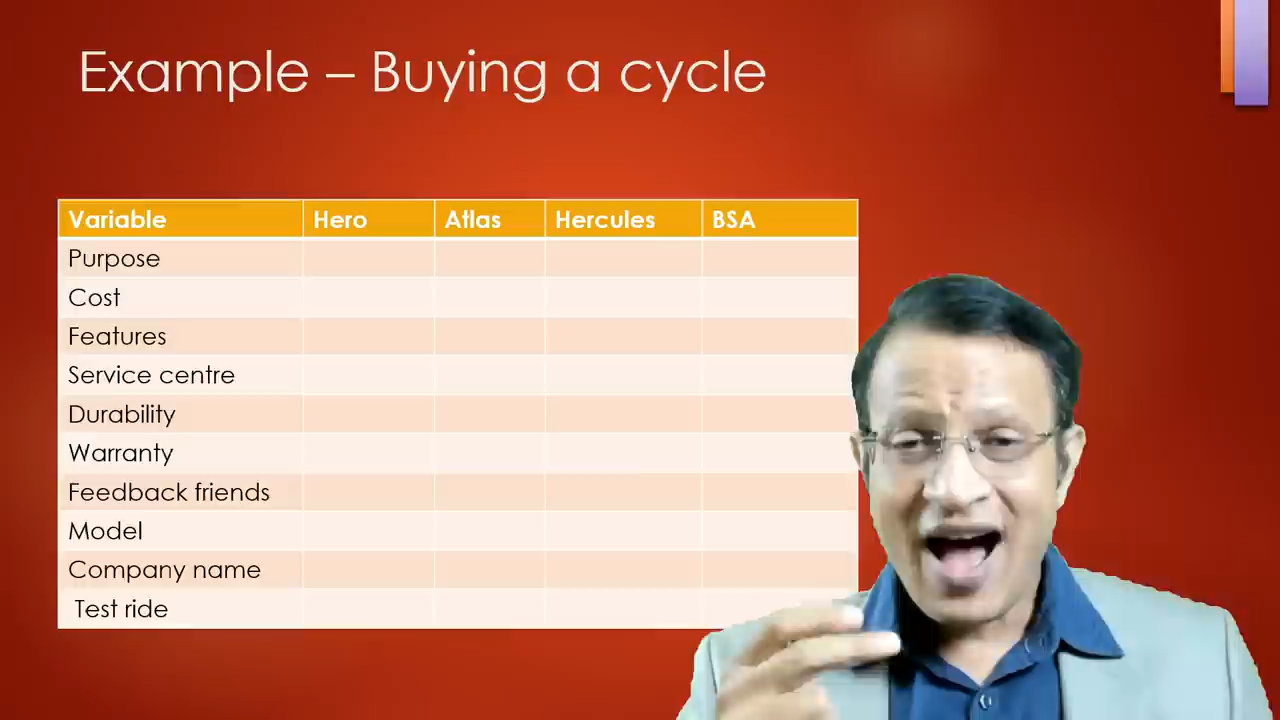 Example – Buying a cycle
Variable Hero Atlas Hercules BSA
Purpose
Cost
Features
Service centre
Durability
Warranty
Feedback friends
Model
Company name
Test ride